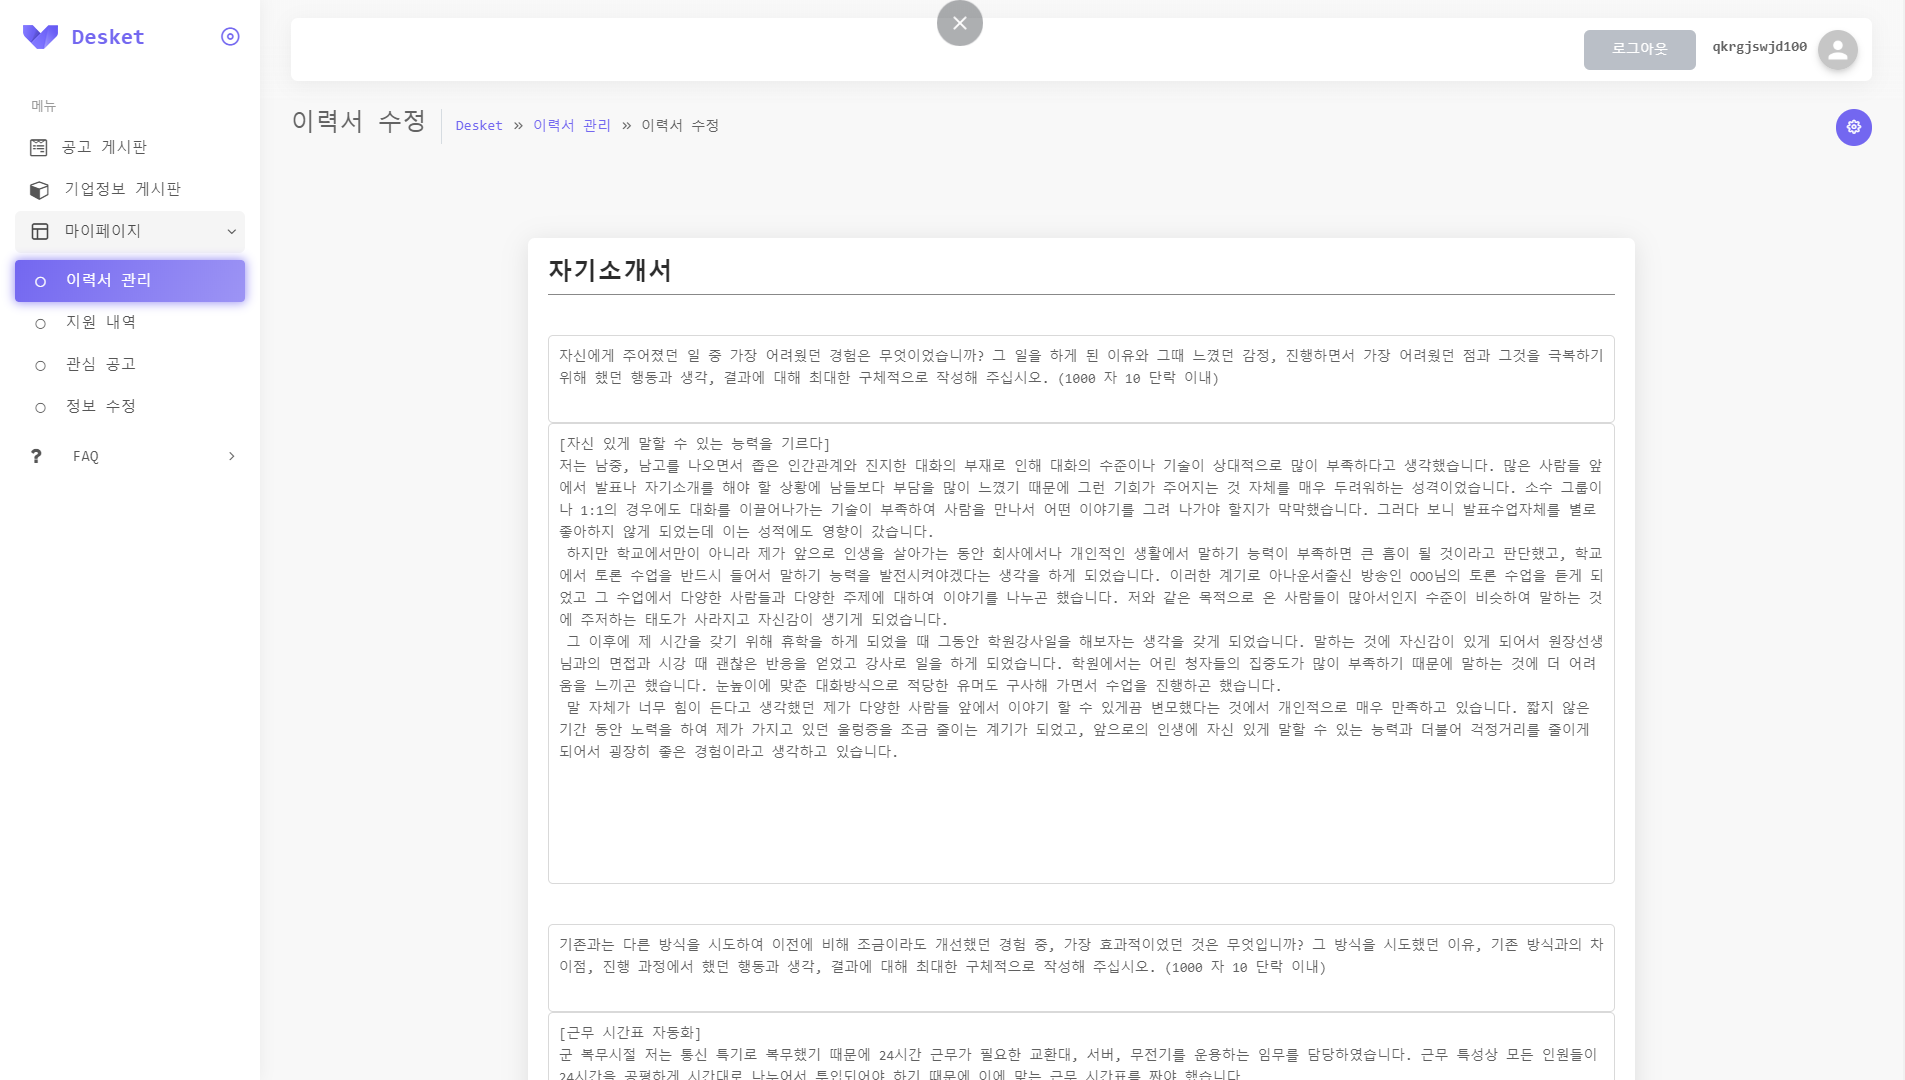 Desket
로그아웃
qkrgjswjd100
메뉴
공고 게시판
기업정보 게시판
마이페이지
이력서 관리
지원 내역
관심 공고
정보 수정
FAQ
이력서 수정
Desket » 이력서 관리 » 이력서 수정
자기소개서
자신에게 주어졌던 일 중 가장 어려웠던 경험은 무엇이었습니까? 그 일을 하게 된 이유와 그때 느꼈던 감정, 진행하면서 가장 어려웠던 점과 그것을 극복하기
위해 했던 행동과 생각, 결과에 대해 최대한 구체적으로 작성해 주십시오. (1000 자 10 단락 이내)
[자신 있게 말할 수 있는 능력을 기르다]
저는 남중, 남고를 나오면서 좁은 인간관계와 진지한 대화의 부재로 인해 대화의 수준이나 기술이 상대적으로 많이 부족하다고 생각했습니다. 많은 사람들 앞
에서 발표나 자기소개를 해야 할 상황에 남들보다 부담을 많이 느꼈기 때문에 그런 기회가 주어지는 것 자체를 매우 두려워하는 성격이었습니다. 소수 그룹이
나 1:1의 경우에도 대화를 이끌어나가는 기술이 부족하여 사람을 만나서 어떤 이야기를 그려 나가야 할지가 막막했습니다. 그러다 보니 발표수업자체를 별로
좋아하지 않게 되었는데 이는 성적에도 영향이 갔습니다.
하지만 학교에서만이 아니라 제가 앞으로 인생을 살아가는 동안 회사에서나 개인적인 생활에서 말하기 능력이 부족하면 큰 흠이 될 것이라고 판단했고, 학교
에서 토론 수업을 반드시 들어서 말하기 능력을 발전시켜야겠다는 생각을 하게 되었습니다. 이러한 계기로 아나운서출신 방송인 OOO님의 토론 수업을 듣게 되
었고 그 수업에서 다양한 사람들과 다양한 주제에 대하여 이야기를 나누곤 했습니다. 저와 같은 목적으로 온 사람들이 많아서인지 수준이 비슷하여 말하는 것
에 주저하는 태도가 사라지고 자신감이 생기게 되었습니다.
그 이후에 제 시간을 갖기 위해 휴학을 하게 되었을 때 그동안 학원강사일을 해보자는 생각을 갖게 되었습니다. 말하는 것에 자신감이 있게 되어서 원장선생
님과의 면접과 시강 때 괜찮은 반응을 얻었고 강사로 일을 하게 되었습니다. 학원에서는 어린 청자들의 집중도가 많이 부족하기 때문에 말하는 것에 더 어려
움을 느끼곤 했습니다. 눈높이에 맞춘 대화방식으로 적당한 유머도 구사해 가면서 수업을 진행하곤 했습니다.
말 자체가 너무 힘이 든다고 생각했던 제가 다양한 사람들 앞에서 이야기 할 수 있게끔 변모했다는 것에서 개인적으로 매우 만족하고 있습니다. 짧지 않은
기간 동안 노력을 하여 제가 가지고 있던 울렁증을 조금 줄이는 계기가 되었고, 앞으로의 인생에 자신 있게 말할 수 있는 능력과 더불어 걱정거리를 줄이게
되어서 굉장히 좋은 경험이라고 생각하고 있습니다.
기존과는 다른 방식을 시도하여 이전에 비해 조금이라도 개선했던 경험 중, 가장 효과적이었던 것은 무엇입니까? 그 방식을 시도했던 이유, 기존 방식과의 차
이점, 진행 과정에서 했던 행동과 생각, 결과에 대해 최대한 구체적으로 작성해 주십시오. (1000 자 10 단락 이내)
[근무 시간표 자동화]
군 복무시절 저는 통신 특기로 복무했기 때문에 24시간 근무가 필요한 교환대, 서버, 무전기를 운용하는 임무를 담당하였습니다. 근무 특성상 모든 인원들이
24시간을 공평하게 시간대로 나누어서 투입되어야 하기 때문에 이에 맞는 근무 시간표를 짜야 했습니다.